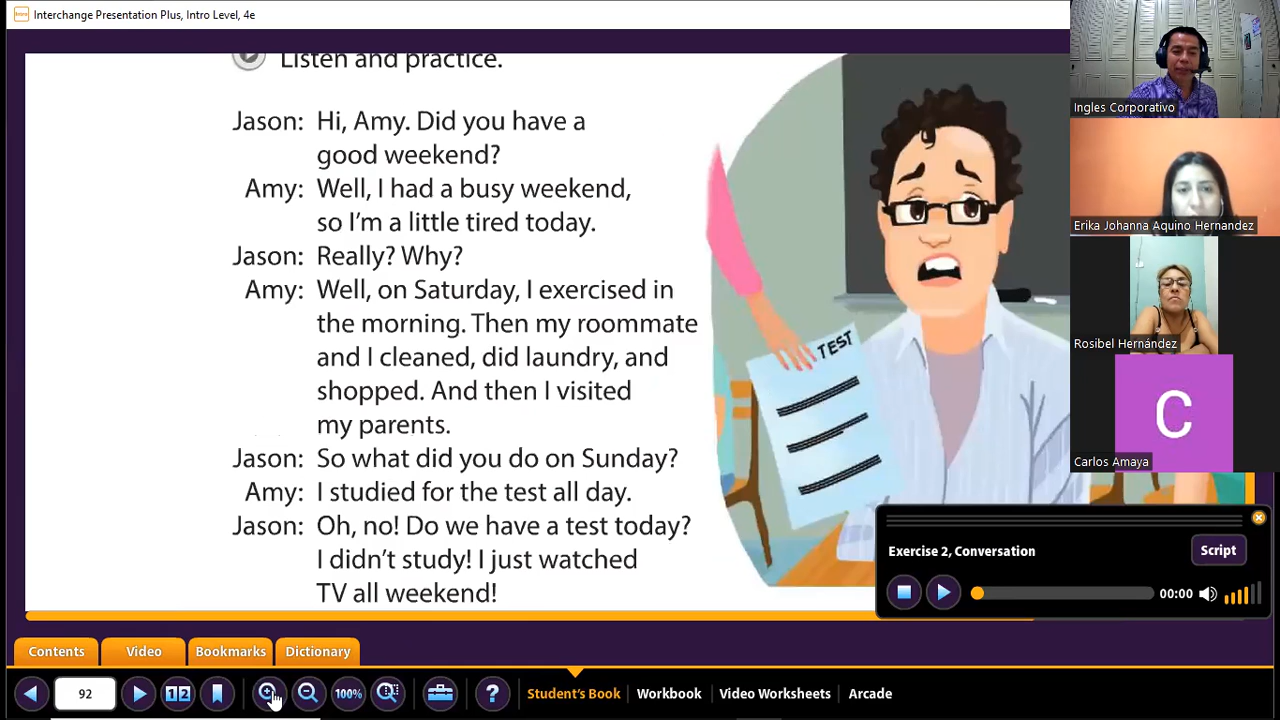 Intro
Interchange Presentation Plus, Intro Level, 4e
Listen and practice.
Jason: Hi, Amy. Did you have a
good weekend?
Amy: Well, I had a busy weekend,
so I'm a little tired today.
Jason: Really? Why?
Amy: Well, on Saturday, I exercised in
the morning. Then my roommate
and I cleaned, did laundry, and
shopped. And then I visited
my parents.
Jason: So what did you do on Sunday?
Amy: I studied for the test all day.
Jason: Oh, no! Do we have a test today?
I didn't study! I just watched
TV all weekend!
TEST
Ingles Corporativo
Erika Johanna Aquino Hernandez
Rosibel Hernández
C
Carlos Amaya
Exercise 2, Conversation
Script
00:00
Contents
Video
Bookmarks
Dictionary
92
1 2
100%
?
Student's Book
Workbook
Video Worksheets
Arcade